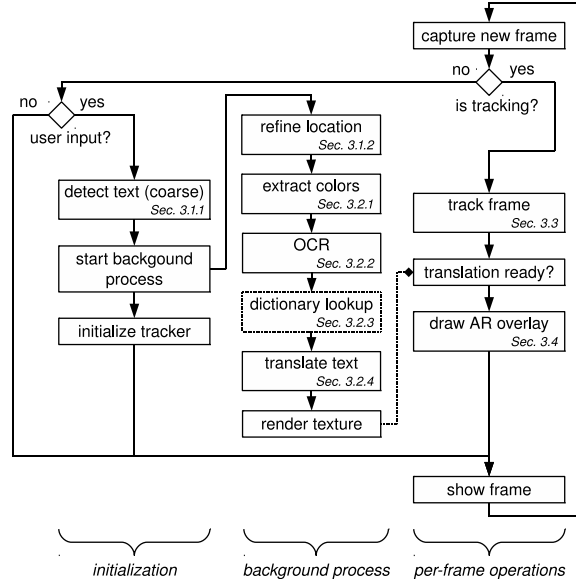 capture new frame
no
yes
is tracking?
no
yes
user input?
detect text (coarse)
Sec. 3.1.1
start backgound
process
initialize tracker
refine location
Sec. 3.1.2
extract colors
Sec. 3.2.1
OCR
Sec. 3.2.2
dictionary lookup
Sec. 3.2.3
translate text
Sec. 3.2.4
render texture
track frame
Sec. 3.3
translation ready?
draw AR overlay
Sec. 3.4
show frame
initialization
background process
per-frame operations